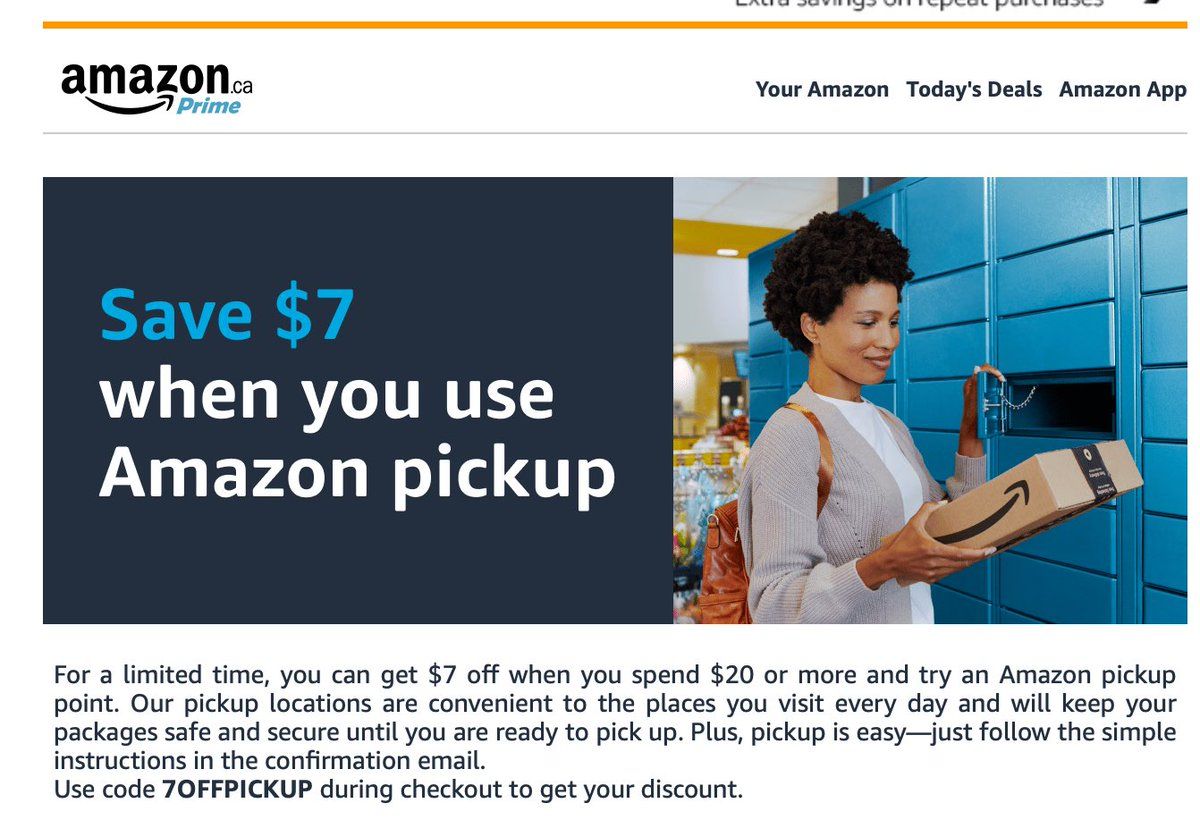 Extra savings on repeat purchases
amazon.ca
Prime
Your Amazon Today's Deals Amazon App
Save $7
when you use
Amazon pickup
For a limited time, you can get $7 off when you spend $20 or more and try an Amazon pickup
point. Our pickup locations are convenient to the places you visit every day and will keep your
packages safe and secure until you are ready to pick up. Plus, pickup is easy—just follow the simple
instructions in the confirmation email.
Use code 7OFFPICKUP during checkout to get your discount.